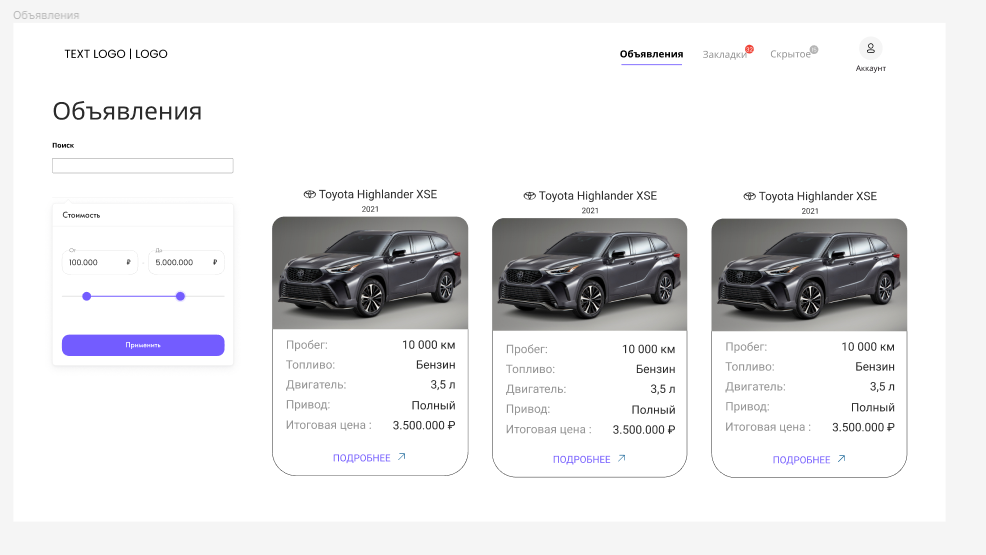 Объявления
TEXT LOGO | LOGO
Объявления
Закладки
Скрытое
Аккаунт
Объявления
Поиск
Стоимость
От
До
100.000 ₽
-
5.000.000 ₽
Применить
Toyota Highlander XSE
2021
Пробег: 10 000 км
Топливо: Бензин
Двигатель: 3,5 л
Привод: Полный
Итоговая цена : 3.500.000 ₽
ПОДРОБНЕЕ
Toyota Highlander XSE
2021
Пробег: 10 000 км
Топливо: Бензин
Двигатель: 3,5 л
Привод: Полный
Итоговая цена : 3.500.000 ₽
ПОДРОБНЕЕ
Toyota Highlander XSE
2021
Пробег: 10 000 км
Топливо: Бензин
Двигатель: 3,5 л
Привод: Полный
Итоговая цена : 3.500.000 ₽
ПОДРОБНЕЕ